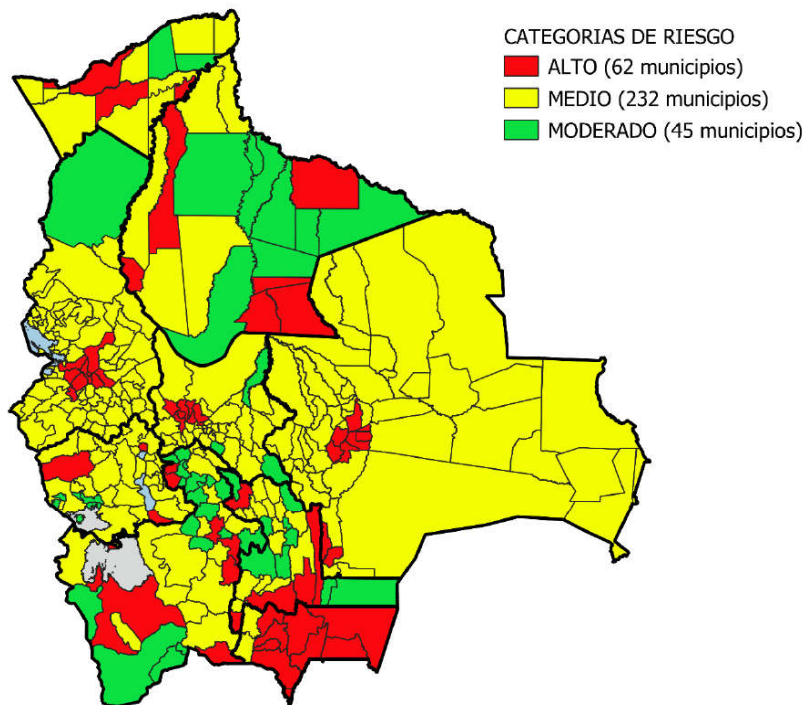 CATEGORIAS DE RIESGO
ALTO (62 municipios)
MEDIO (232 municipios)
MODERADO (45 municipios)